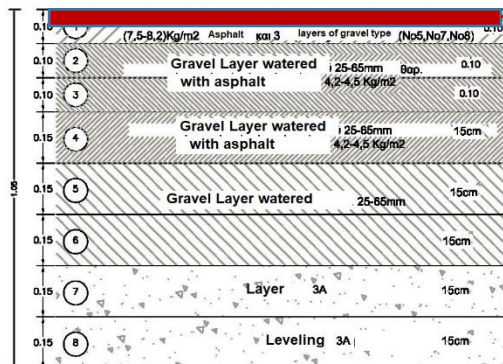 0.10 1 (7,5-8,2)Kg/m2 Asphalt και 3 layers of gravel type (No5,No7,No8) 0.10
0.10 2 Gravel Layer watered with asphalt 25-65mm θαρ. 0.10
0.10 3 4,2-4,5 Kg/m2 0.10
0.15 4 Gravel Layer watered with asphalt 25-65mm 15cm
4,2-4,5 Kg/m2
1.05
0.15 5 Gravel Layer watered 25-65mm 15cm
0.15 6 15cm
0.15 7 Layer 3A 15cm
0.15 8 Leveling 3A 15cm